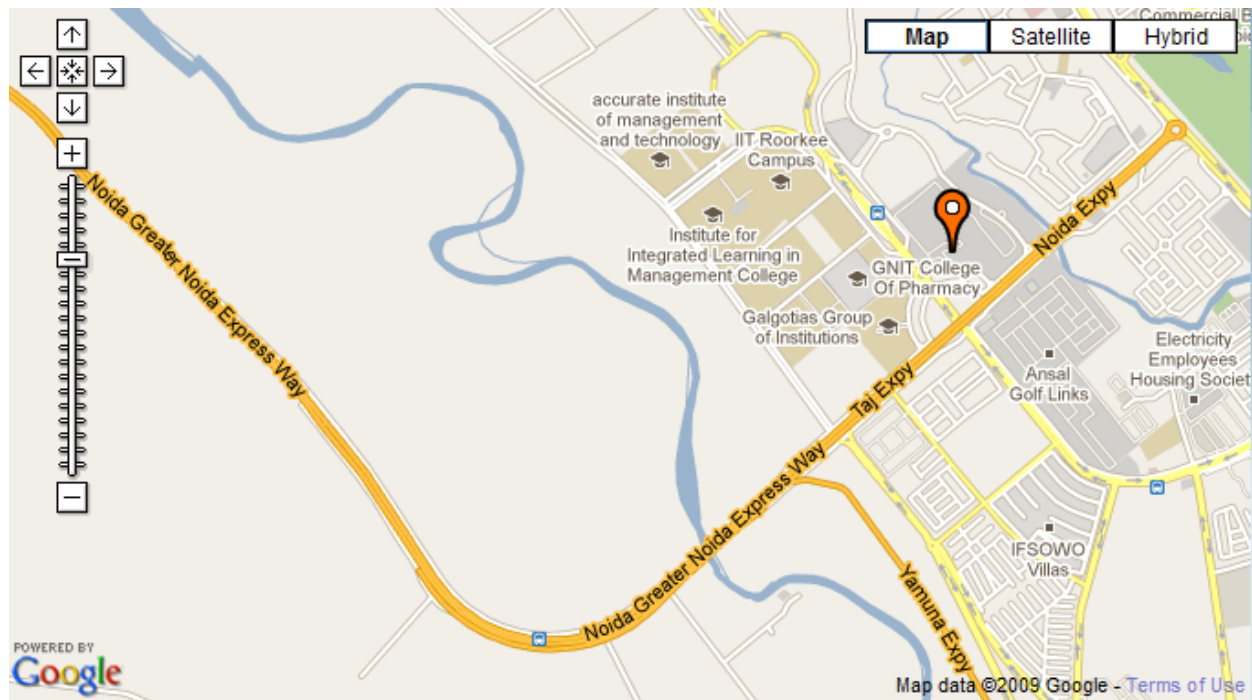 Commercial B
Map
Satellite
Hybrid
accurate institute
of management
and technology
IIT Roorkee
Campus
Noida Greater Noida Express Way
Institute for
Integrated Learning in
Management College
GNIT College
Of Pharmacy
Noida Expy
Galgotias Group
of Institutions
Electricity
Employees
Housing Societ
Ansal
Golf Links
Taj Expy
Noida Greater Noida Express Way
IFSOWO
Villas
Yamuna Expy
POWERED BY
Google
Map data ©2009 Google - Terms of Use